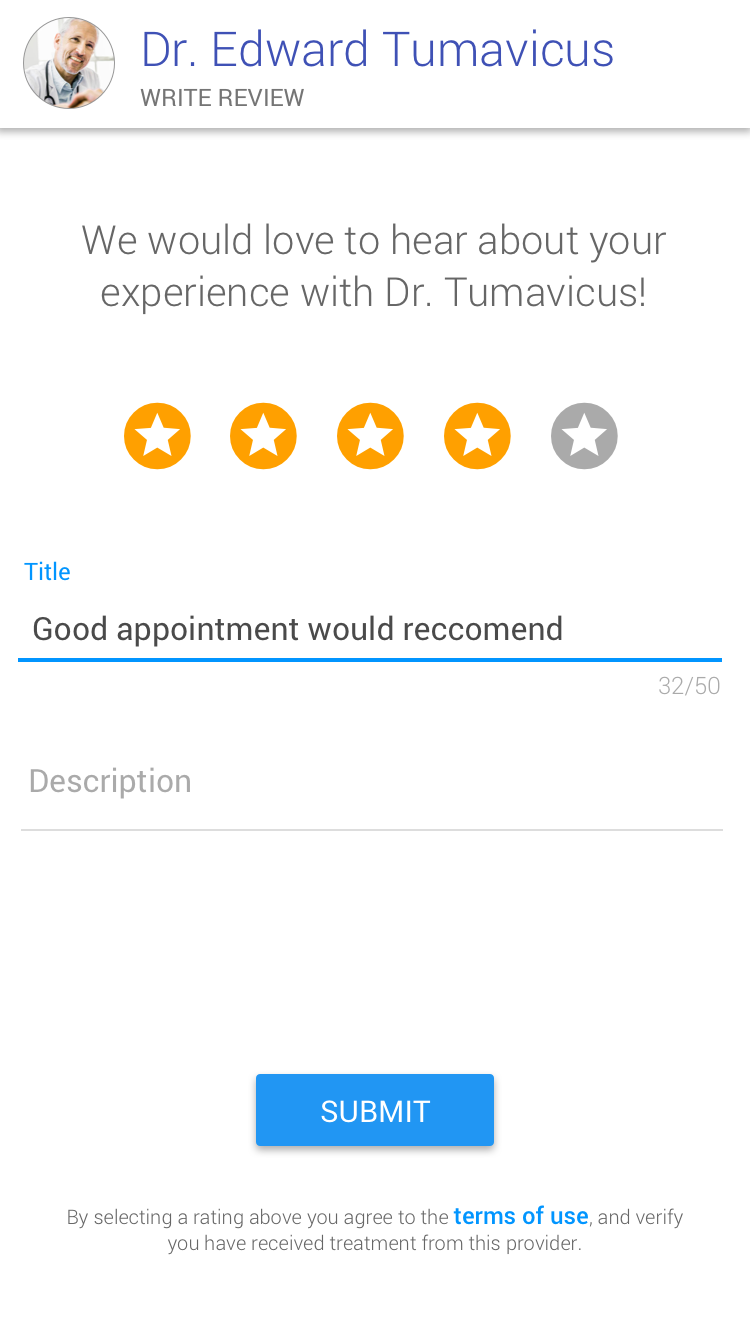 Dr. Edward Tumavicus
WRITE REVIEW
We would love to hear about your
experience with Dr. Tumavicus!
Title
Good appointment would reccomend
32/50
Description
SUBMIT
By selecting a rating above you agree to the terms of use, and verify
you have received treatment from this provider.